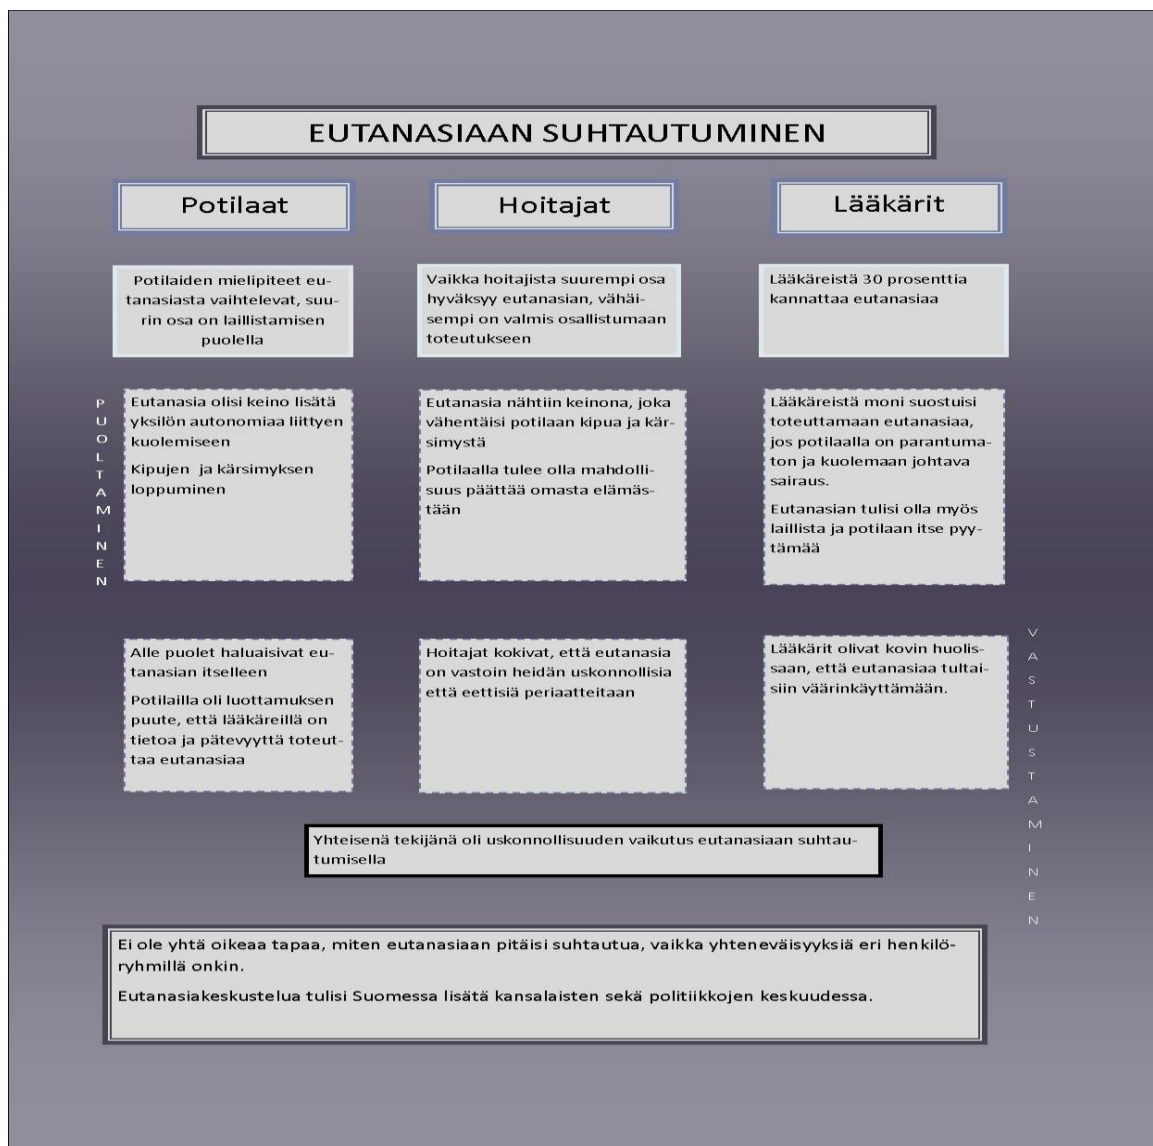 EUTANASIAAN SUHTAUTUMINEN
Potilaat
Hoitajat
Lääkärit
Potilaiden mielipiteet eu-
tanasiasta vaihtelevat, suu-
rin osa on laillistamisen
puolella
Vaikka hoitajista suurempi osa
hyväksyy eutanasian, vähäi-
sempi on valmis osallistumaan
toteutukseen
Lääkäreistä 30 prosenttia
kannattaa eutanasiaa
PUOLTAMINEN
Eutanasia olisi keino lisätä
yksilön autonomiaa liittyen
kuolemiseen
Kipujen ja kärsimyksen
loppuminen
Eutanasia nähtiin keinona, joka
vähentäisi potilaan kipua ja kär-
simystä
Potilaalla tulee olla mahdolli-
suus päättää omasta elämäs-
tään
Lääkäreistä moni suostuisi
toteuttamaan eutanasiaa,
jos potilaalla on parantuma-
ton ja kuolemaan johtava
sairaus.
Eutanasian tulisi olla myös
laillista ja potilaan itse pyy-
tämää
Alle puolet haluaisivat eu-
tanasian itselleen
Potilailla oli luottamuksen
puute, että lääkäreillä on
tietoa ja pätevyyttä toteut-
taa eutanasiaa
Hoitajat kokivat, että eutanasia
on vastoin heidän uskonnollisia
että eettisiä periaatteitaan
Lääkärit olivat kovin huolis-
saan, että eutanasiaa tultai-
siin väärinkäyttämään.
VASTUSTAMINEN
Yhteisenä tekijänä oli uskonnollisuuden vaikutus eutanasiaan suhtau-
tumisella
Ei ole yhtä oikeaa tapaa, miten eutanasiaan pitäisi suhtautua, vaikka yhteneväisyyksiä eri henkilö-
ryhmillä onkin.
Eutanasiakeskustelua tulisi Suomessa lisätä kansalaisten sekä politiikkojen keskuudessa.